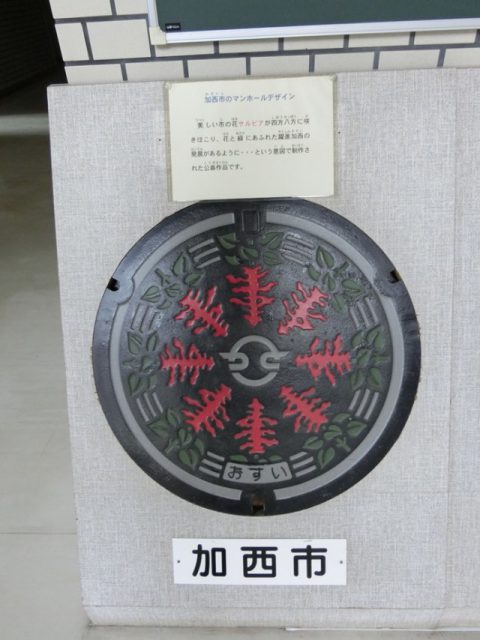 加西市のマンホールデザイン
美しい市の花サルビアが四方八方に咲
きほこり、花と緑にあふれた躍進加西の
発展があるように・・・という意図で制作さ
れた公募作品です。
おすい
加西市